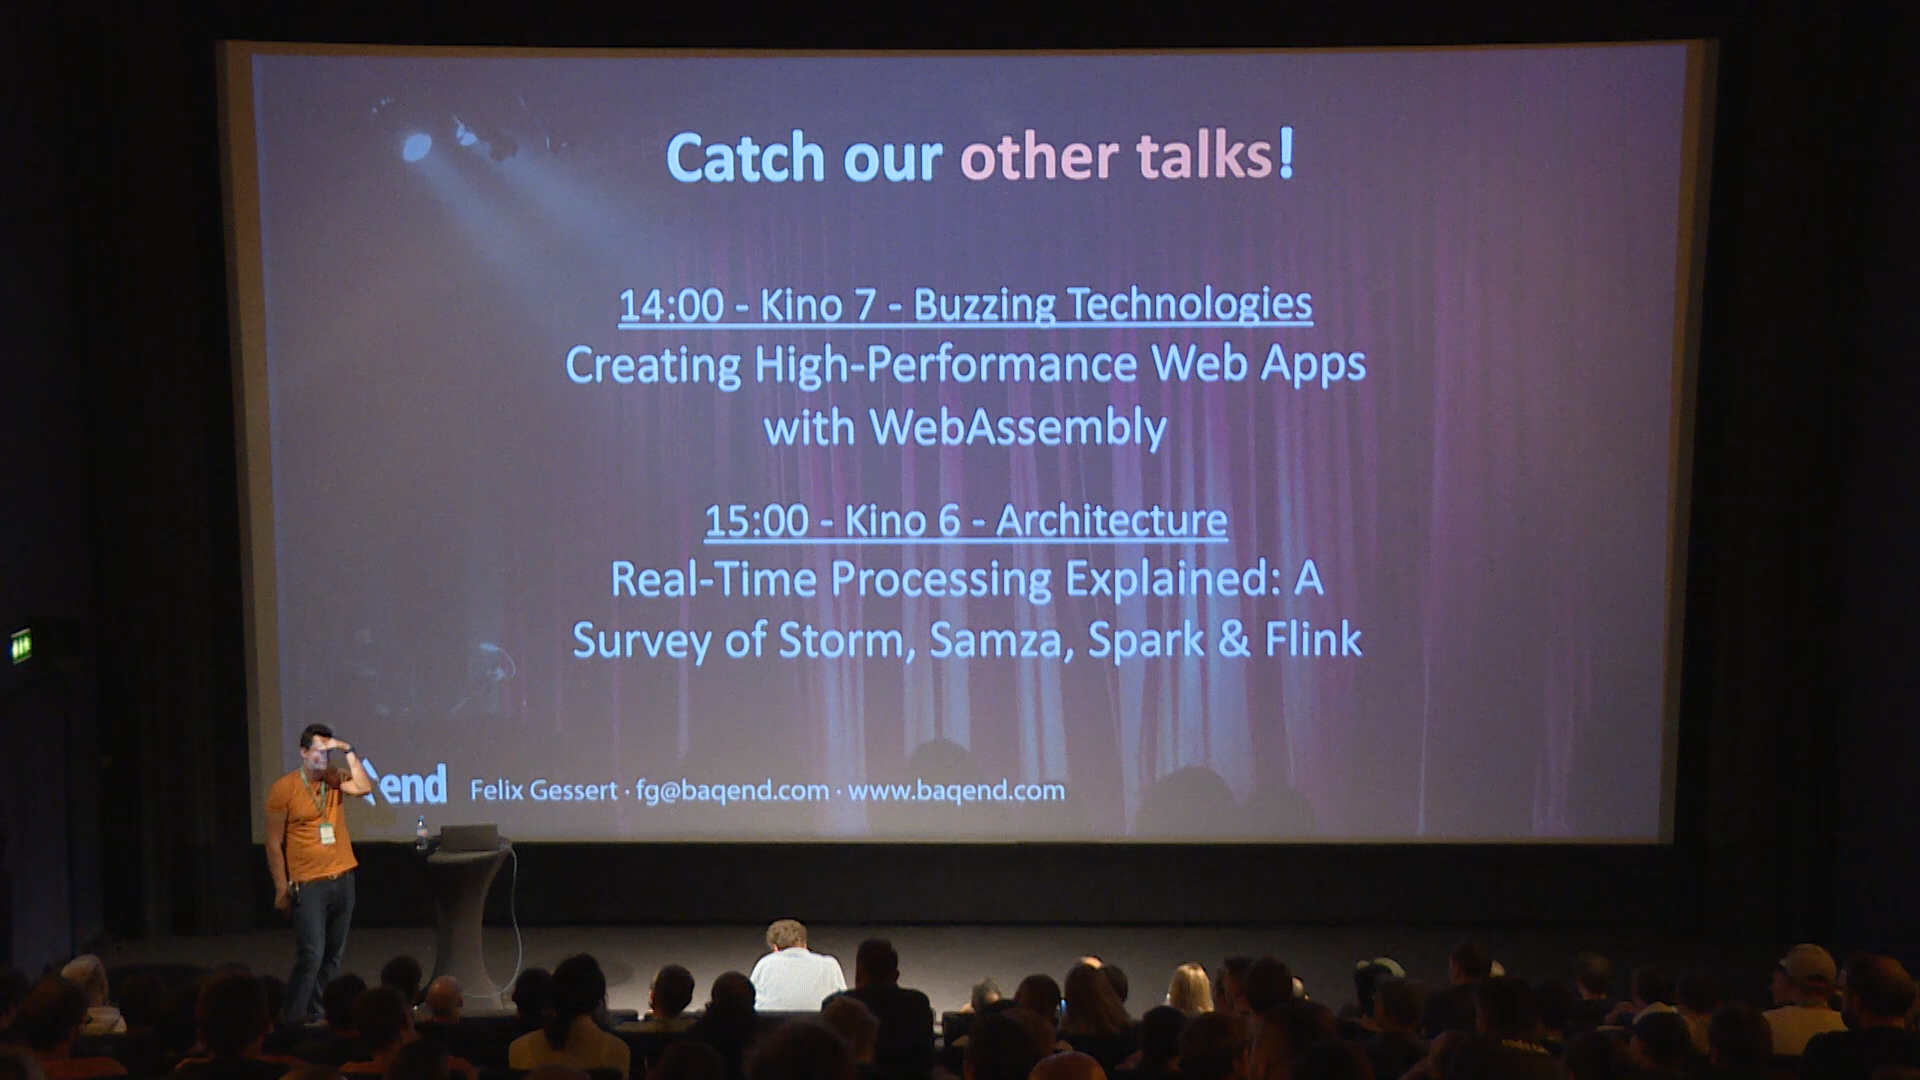 Catch our other talks!
14:00 - Kino 7 - Buzzing Technologies
Creating High-Performance Web Apps
with WebAssembly
15:00 - Kino 6 - Architecture
Real-Time Processing Explained: A
Survey of Storm, Samza, Spark & Flink
end Felix Gessert · fg@baqend.com · www.baqend.com